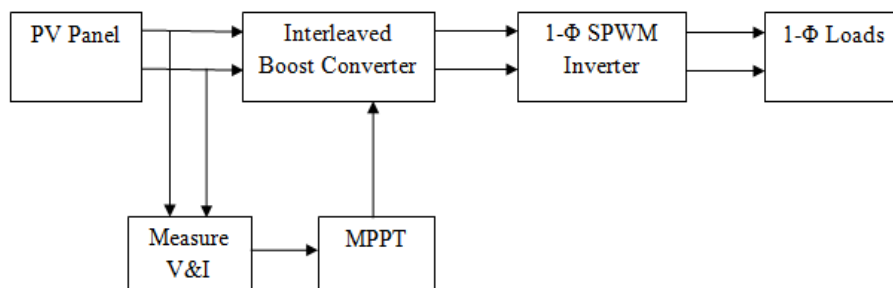 PV Panel
Interleaved
Boost Converter
1-Φ SPWM
Inverter
1-Φ Loads
Measure
V&I
MPPT